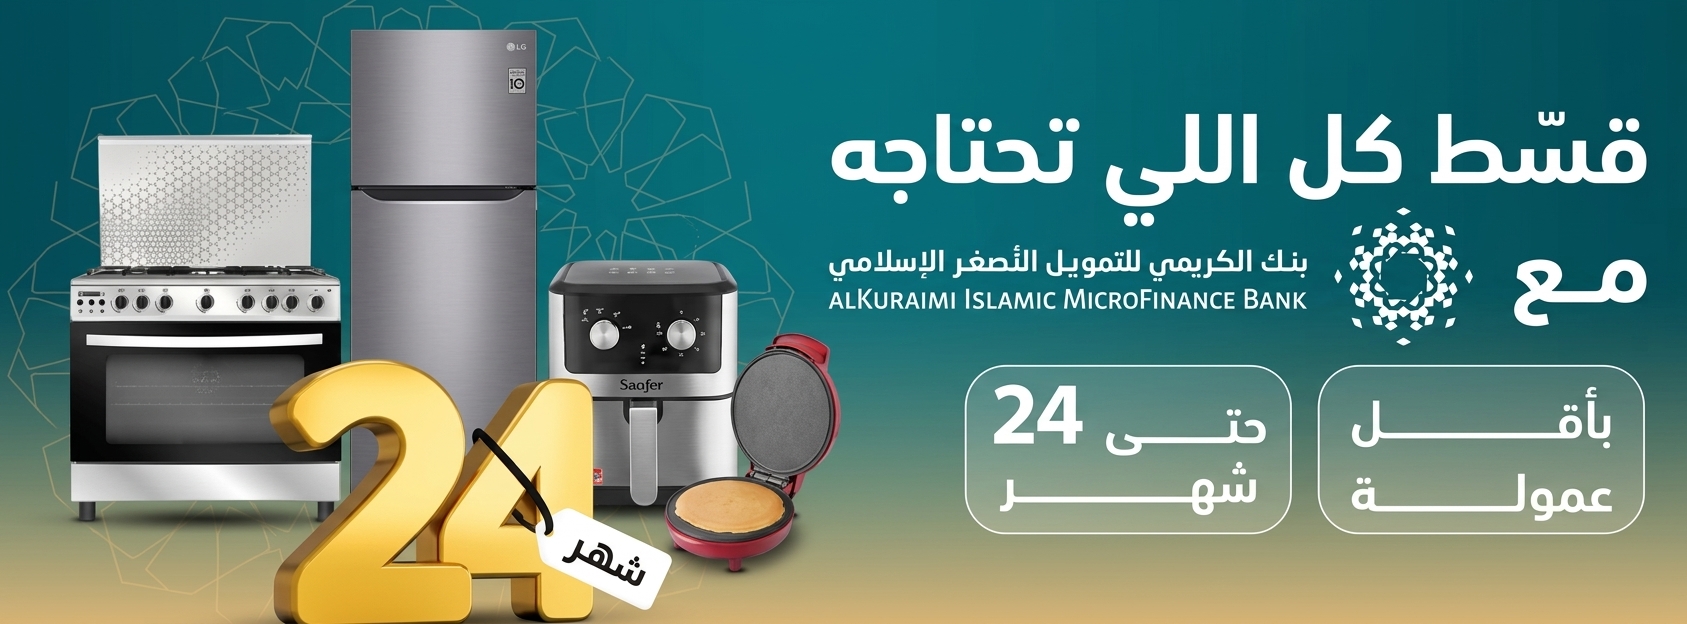 قسّط كل اللي تحتاجه
مع
بنك الكريمي للتمويل الأصغر الإسلامي
ALKURAIMI ISLAMIC MICROFINANCE BANK
بأقل
عمولة
حتى 24
شهر
LG
10
Saafer
24
شهر